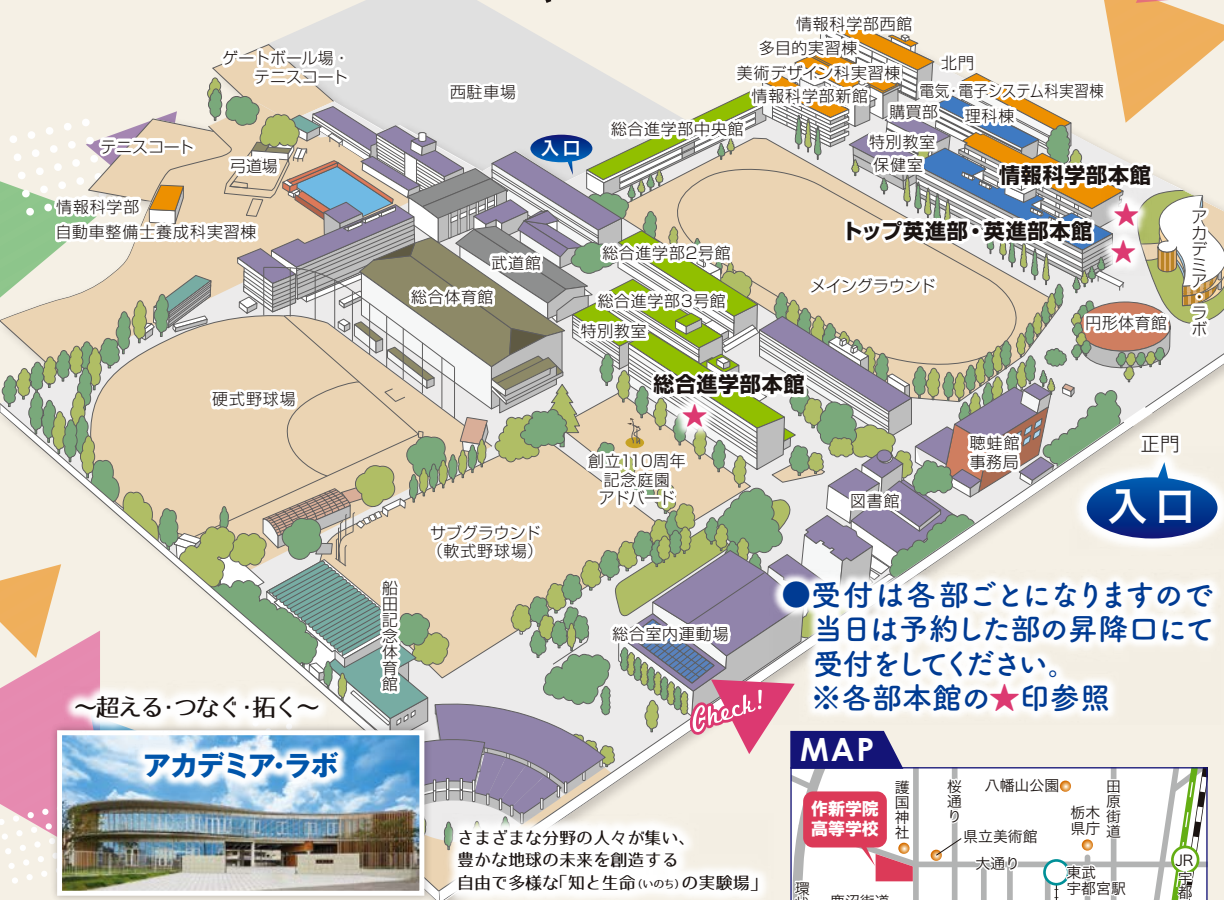 情報科学部西館
多目的実習棟
美術デザイン科実習棟
情報科学部新館
北門
電気・電子システム科実習棟
購買部
理科棟
特別教室
保健室
情報科学部本館
トップ英進部・英進部本館
アカデミア・ラボ
円形体育館
メイングラウンド
ゲートボール場・
テニスコート
西駐車場
入口
総合進学部中央館
テニスコート
弓道場
情報科学部
自動車整備士養成科実習棟
武道館
総合体育館
総合進学部2号館
総合進学部3号館
特別教室
総合進学部本館
硬式野球場
創立110周年
記念庭園
アドバード
聴蛙館
事務局
正門
入口
図書館
サブグラウンド
(軟式野球場)
船田記念体育館
総合室内運動場
●受付は各部ごとになりますので
当日は予約した部の昇降口にて
受付をしてください。
※各部本館の★印参照
Check!
〜超える・つなぐ・拓く〜
アカデミア・ラボ
さまざまな分野の人々が集い、
豊かな地球の未来を創造する
自由で多様な「知と生命(いのち)の実験場」
MAP
作新学院
高等学校
護国神社
桜通り
八幡山公園
田原街道
栃木
県庁
県立美術館
大通り
東武
宇都宮駅
JR
鹿沼街道